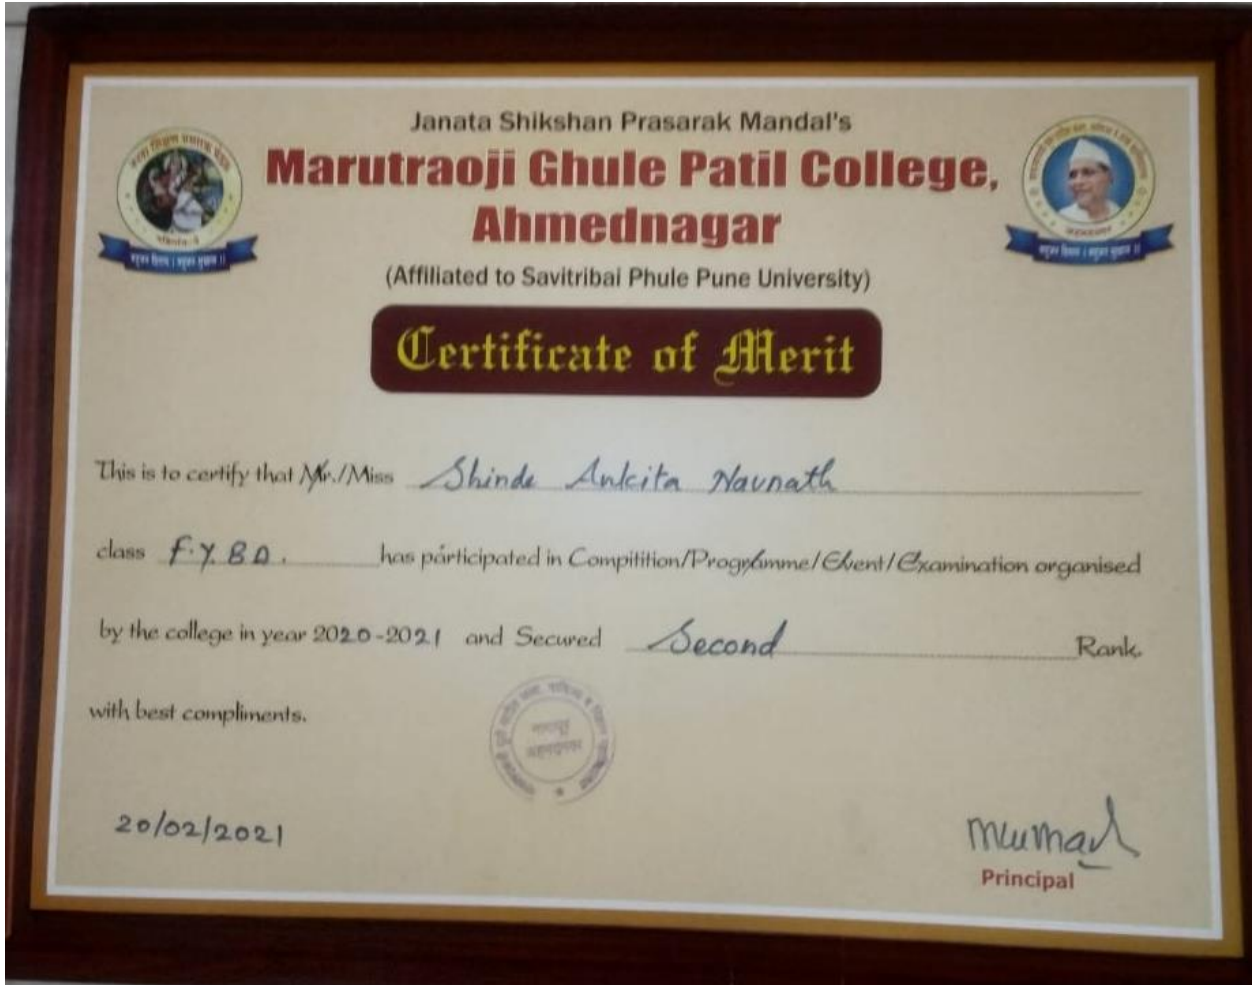 Janata Shikshan Prasarak Mandal's
Marutraoji Ghule Patil College,
Ahmednagar
(Affiliated to Savitribai Phule Pune University)
Certificate of Merit
This is to certify that Mr./Miss Shinde Ankita Navnath
class F.Y.BA. has participated in Compitition/Programme/Event/Examination organised
by the college in year 2020-2021 and Secured Second Rank
with best compliments.
20/02/2021
Principal